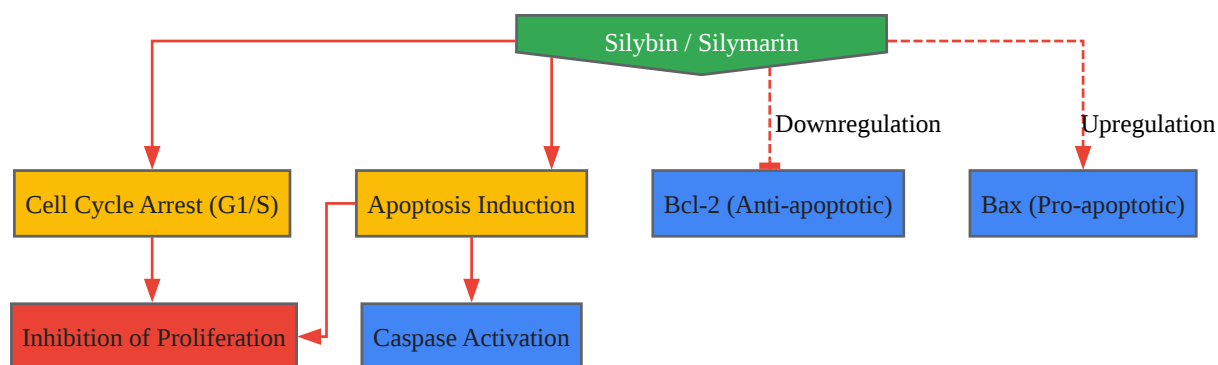 Silybin / Silymarin
Downregulation
Upregulation
Cell Cycle Arrest (G1/S)
Apoptosis Induction
Bcl-2 (Anti-apoptotic)
Bax (Pro-apoptotic)
Inhibition of Proliferation
Caspase Activation